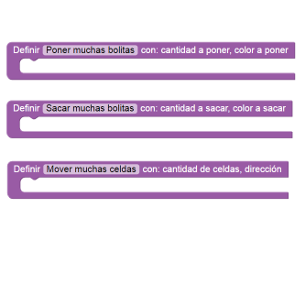 Definir Poner muchas bolitas con: cantidad a poner, color a poner
Definir Sacar muchas bolitas con: cantidad a sacar, color a sacar
Definir Mover muchas celdas con: cantidad de celdas, dirección